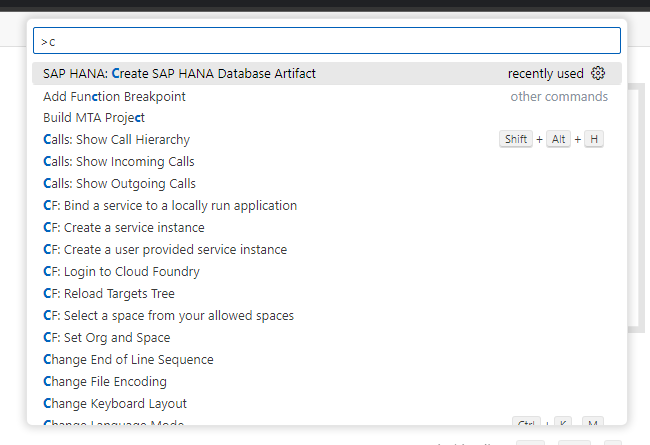 >c
SAP HANA: Create SAP HANA Database Artifact recently used
Add Function Breakpoint other commands
Build MTA Project
Calls: Show Call Hierarchy Shift + Alt + H
Calls: Show Incoming Calls
Calls: Show Outgoing Calls
CF: Bind a service to a locally run application
CF: Create a service instance
CF: Create a user provided service instance
CF: Login to Cloud Foundry
CF: Reload Targets Tree
CF: Select a space from your allowed spaces
CF: Set Org and Space
Change End of Line Sequence
Change File Encoding
Change Keyboard Layout
Change Language Mode Ctrl + K M